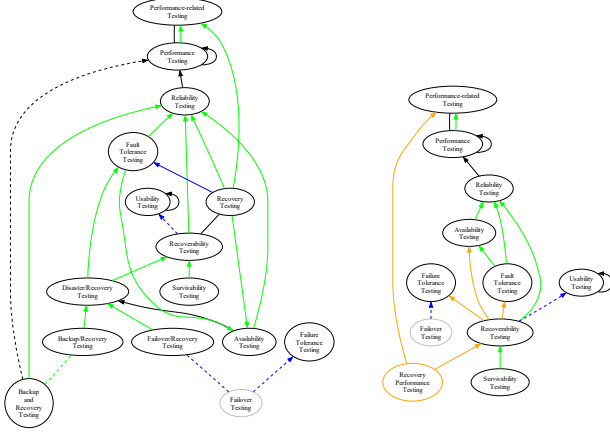 Performance-related
Testing
Performance
Testing
Reliability
Testing
Fault
Tolerance
Testing
Usability
Testing
Recovery
Testing
Recoverability
Testing
Disaster/Recovery
Testing
Survivability
Testing
Backup/Recovery
Testing
Failover/Recovery
Testing
Availability
Testing
Failure
Tolerance
Testing
Backup
and
Recovery
Testing
Failover
Testing
Performance-related
Testing
Performance
Testing
Reliability
Testing
Availability
Testing
Failure
Tolerance
Testing
Fault
Tolerance
Testing
Usability
Testing
Failover
Testing
Recoverability
Testing
Recovery
Performance
Testing
Survivability
Testing